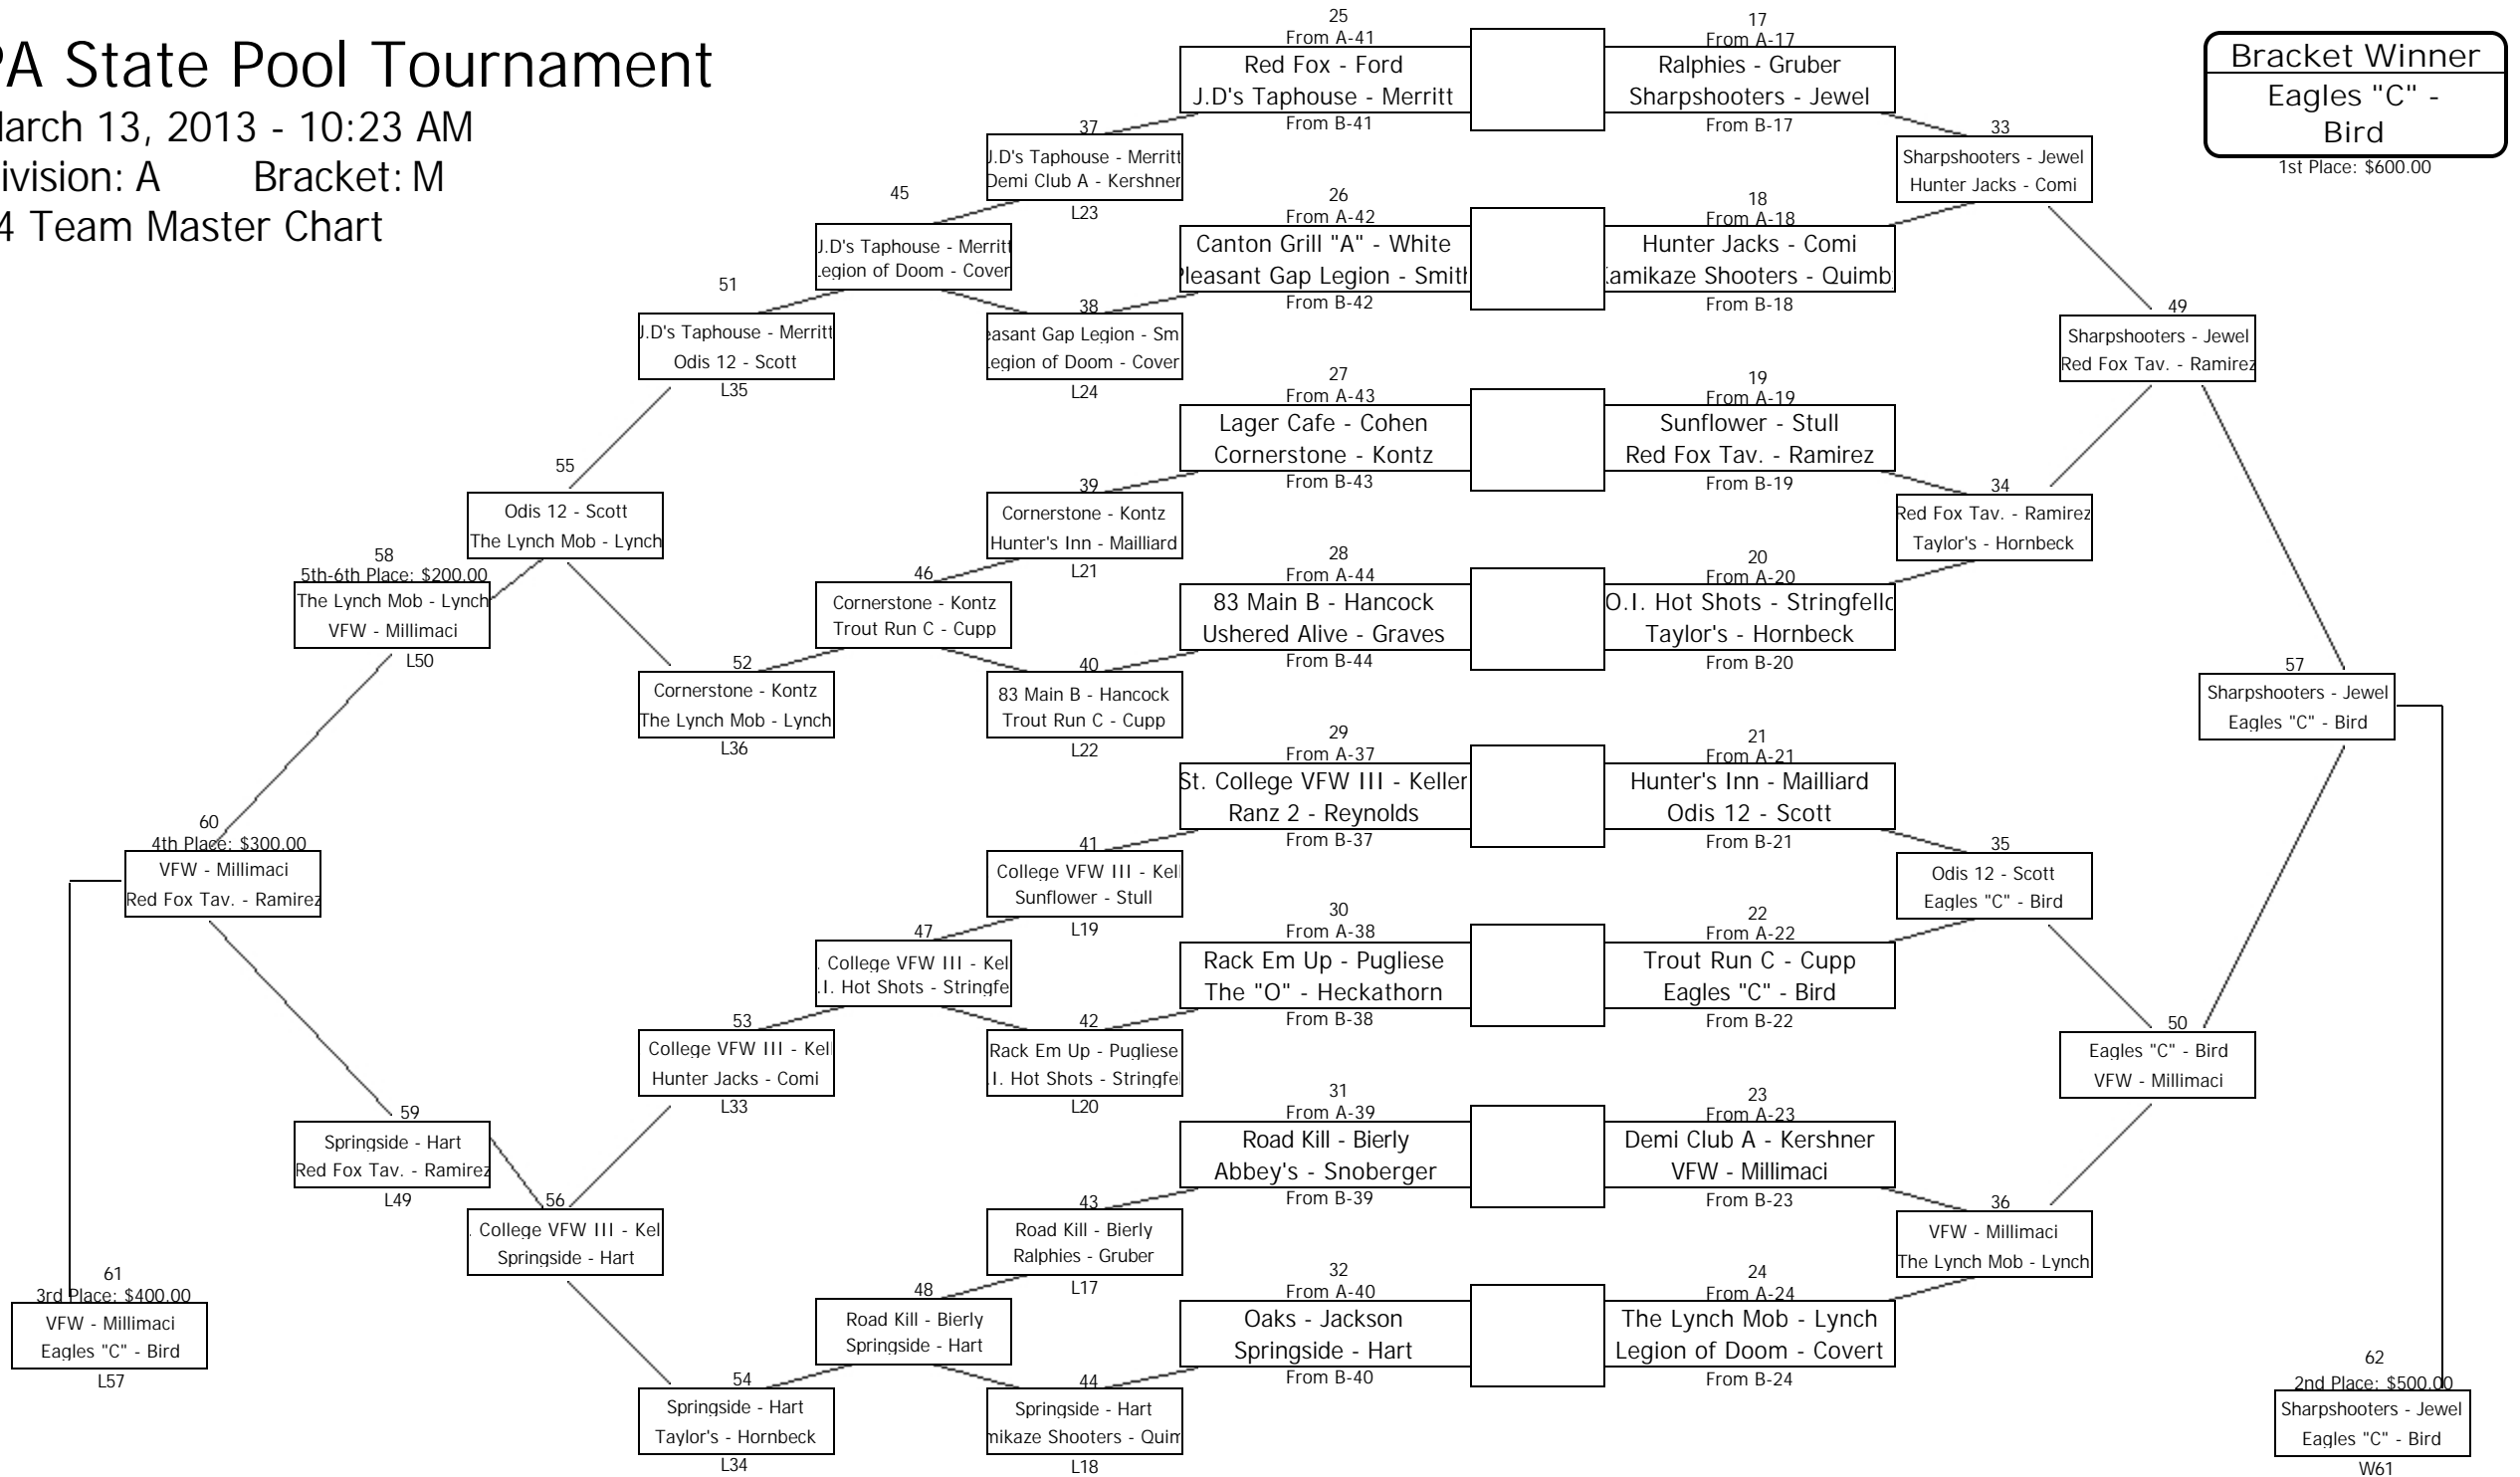 PA State Pool Tournament
March 13, 2013 - 10:23 AM
Division: A Bracket: M
4 Team Master Chart
Bracket Winner
Eagles "C" -
Bird
1st Place: $600.00
25
From A-41
Red Fox - Ford
J.D's Taphouse - Merritt
From B-41
17
From A-17
Ralphies - Gruber
Sharpshooters - Jewel
From B-17
37
J.D's Taphouse - Merritt
Demi Club A - Kershner
L23
33
Sharpshooters - Jewel
Hunter Jacks - Comi
45
J.D's Taphouse - Merritt
Legion of Doom - Cover
26
From A-42
Canton Grill "A" - White
Pleasant Gap Legion - Smith
From B-42
18
From A-18
Hunter Jacks - Comi
Kamikaze Shooters - Quimb
From B-18
51
J.D's Taphouse - Merritt
Odis 12 - Scott
L35
38
easant Gap Legion - Sm
Legion of Doom - Cover
L24
49
Sharpshooters - Jewel
Red Fox Tav. - Ramirez
27
From A-43
Lager Cafe - Cohen
Cornerstone - Kontz
From B-43
19
From A-19
Sunflower - Stull
Red Fox Tav. - Ramirez
From B-19
55
Odis 12 - Scott
The Lynch Mob - Lynch
39
Cornerstone - Kontz
Hunter's Inn - Mailliard
L21
34
Red Fox Tav. - Ramirez
Taylor's - Hornbeck
58
5th-6th Place: $200.00
The Lynch Mob - Lynch
VFW - Millimaci
L50
46
Cornerstone - Kontz
Trout Run C - Cupp
28
From A-44
83 Main B - Hancock
Ushered Alive - Graves
From B-44
20
From A-20
O.I. Hot Shots - Stringfello
Taylor's - Hornbeck
From B-20
52
Cornerstone - Kontz
The Lynch Mob - Lynch
L36
40
83 Main B - Hancock
Trout Run C - Cupp
L22
57
Sharpshooters - Jewel
Eagles "C" - Bird
29
From A-37
St. College VFW III - Keller
Ranz 2 - Reynolds
From B-37
21
From A-21
Hunter's Inn - Mailliard
Odis 12 - Scott
From B-21
60
4th Place: $300.00
VFW - Millimaci
Red Fox Tav. - Ramirez
41
College VFW III - Kel
Sunflower - Stull
L19
35
Odis 12 - Scott
Eagles "C" - Bird
47
. College VFW III - Kel
.I. Hot Shots - Stringfe
30
From A-38
Rack Em Up - Pugliese
The "O" - Heckathorn
From B-38
22
From A-22
Trout Run C - Cupp
Eagles "C" - Bird
From B-22
53
College VFW III - Kel
Hunter Jacks - Comi
L33
42
Rack Em Up - Pugliese
.I. Hot Shots - Stringfe
L20
50
Eagles "C" - Bird
VFW - Millimaci
59
Springside - Hart
Red Fox Tav. - Ramirez
L49
31
From A-39
Road Kill - Bierly
Abbey's - Snoberger
From B-39
23
From A-23
Demi Club A - Kershner
VFW - Millimaci
From B-23
56
. College VFW III - Kel
Springside - Hart
43
Road Kill - Bierly
Ralphies - Gruber
L17
36
VFW - Millimaci
The Lynch Mob - Lynch
61
3rd Place: $400.00
VFW - Millimaci
Eagles "C" - Bird
L57
48
Road Kill - Bierly
Springside - Hart
32
From A-40
Oaks - Jackson
Springside - Hart
From B-40
24
From A-24
The Lynch Mob - Lynch
Legion of Doom - Covert
From B-24
54
Springside - Hart
Taylor's - Hornbeck
L34
44
Springside - Hart
mikaze Shooters - Quim
L18
62
2nd Place: $500.00
Sharpshooters - Jewel
Eagles "C" - Bird
W61